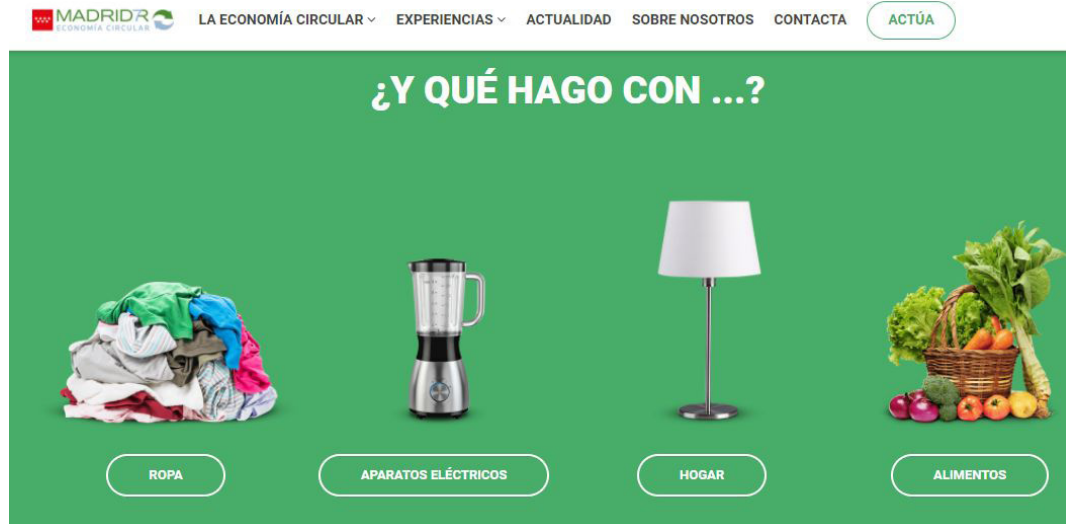 MADRID7R
ECONOMÍA CIRCULAR
LA ECONOMÍA CIRCULAR EXPERIENCIAS ACTUALIDAD SOBRE NOSOTROS CONTACTA ACTÚA
¿Y QUÉ HAGO CON ...?
ROPA APARATOS ELÉCTRICOS HOGAR ALIMENTOS